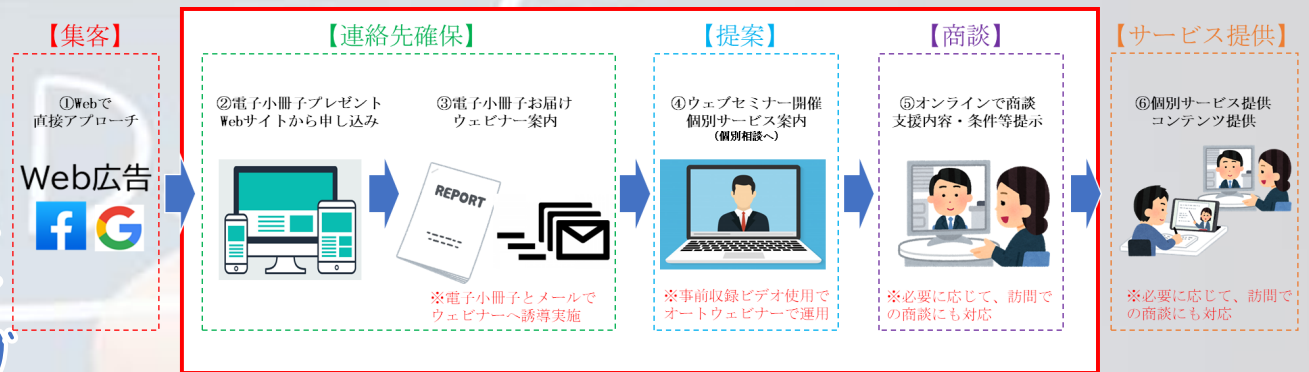 【集客】
①Webで
直接アプローチ
Web広告
【連絡先確保】
②電子小冊子プレゼント
Webサイトから申し込み
③電子小冊子お届け
ウェビナー案内
REPORT
※電子小冊子とメールで
ウェビナーへ誘導実施
【提案】
④ウェブセミナー開催
個別サービス案内
(個別相談へ)
※事前収録ビデオ使用で
オートウェビナーで運用
【商談】
⑤オンラインで商談
支援内容・条件等提示
※必要に応じて、訪問で
の商談にも対応
【サービス提供】
⑥個別サービス提供
コンテンツ提供
※必要に応じて、訪問で
の商談にも対応